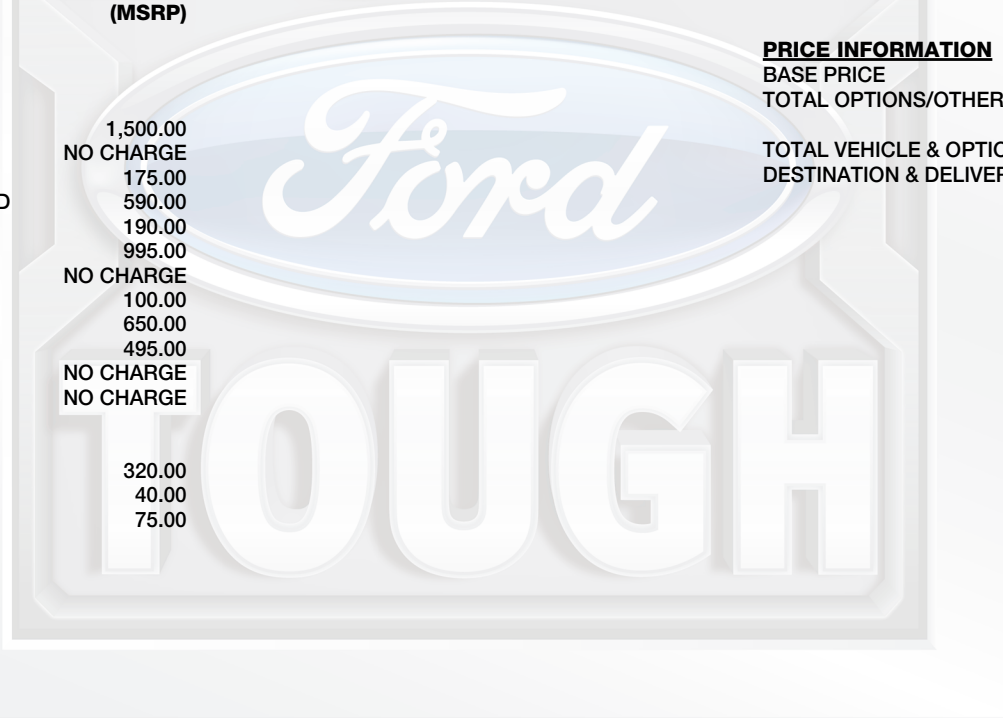 (MSRP)
1,500.00
NO CHARGE
175.00
D
590.00
190.00
995.00
NO CHARGE
100.00
650.00
495.00
NO CHARGE
NO CHARGE
320.00
40.00
75.00
PRICE INFORMATION
BASE PRICE
TOTAL OPTIONS/OTHER
TOTAL VEHICLE & OPTIO
DESTINATION & DELIVER
Ford
TOUGH